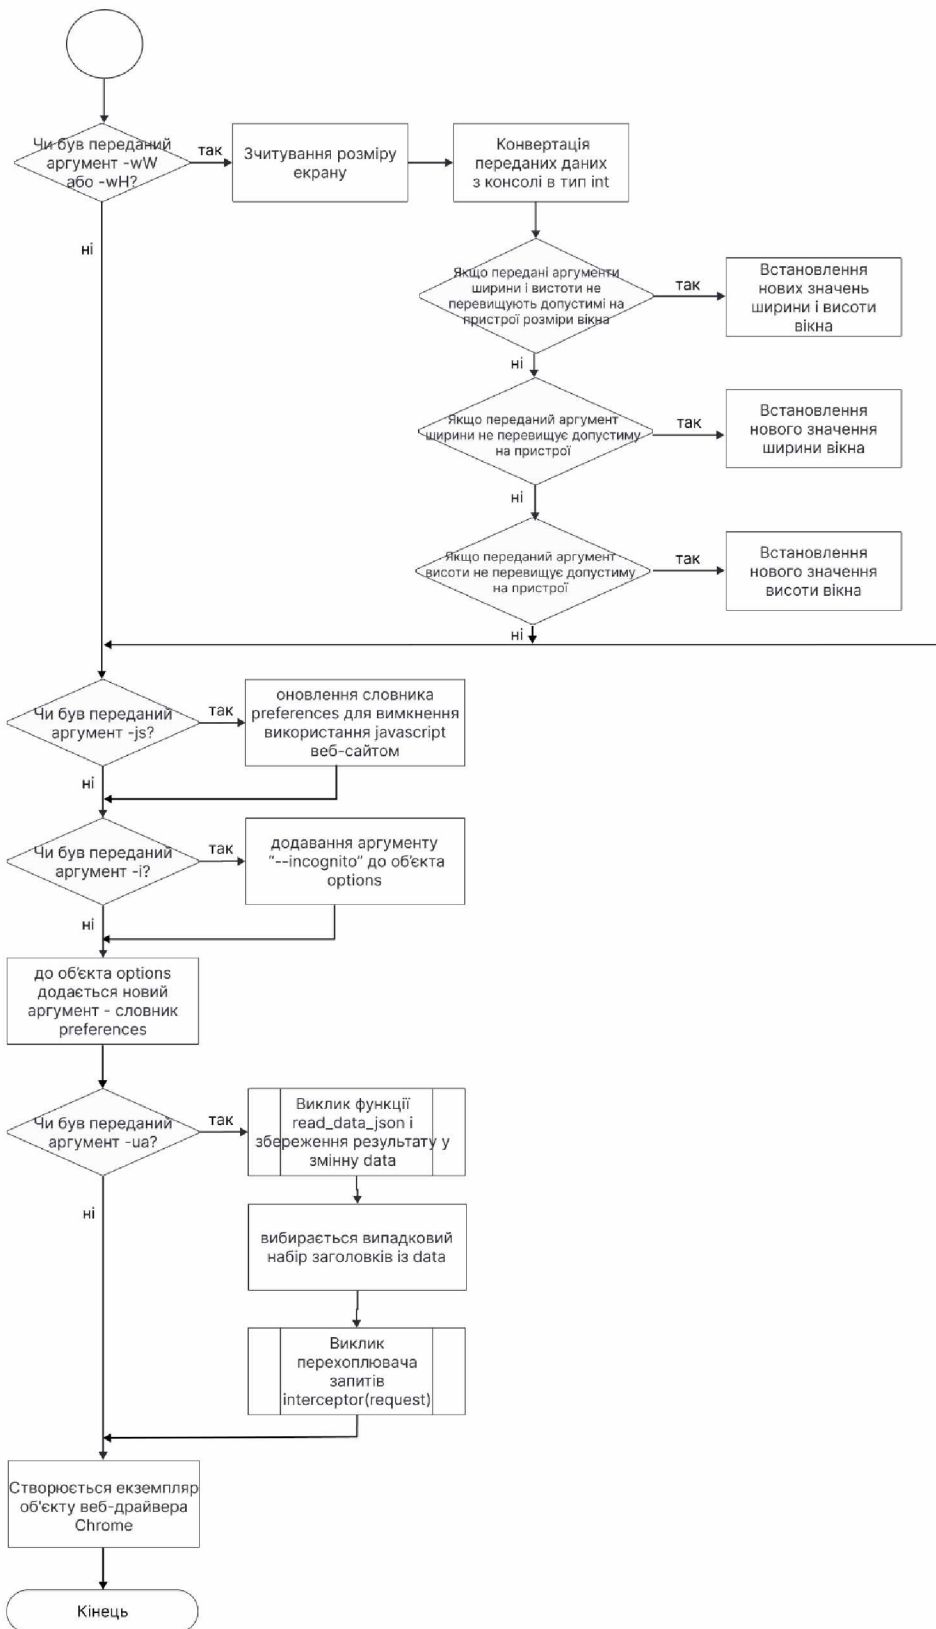 Чи був переданий
аргумент -wW
або -wH?
так
Зчитування розміру
екрану
Конвертація
переданих даних
з консолі в тип int
ні
Якщо передані аргументи
ширини і вистоти не
перевищують допустимі на
пристрої розміри вікна
так
Встановлення
нових значень
ширини і висоти
вікна
ні
Якщо переданий аргумент
ширини не перевищує допустиму
на пристрої
так
Встановлення
нового значення
ширини вікна
ні
Якщо переданий аргумент
висоти не перевищує допустиму
на пристрої
так
Встановлення
нового значення
висоти вікна
ні
Чи був переданий
аргумент -js?
так
оновлення словника
preferences для вимкнення
використання javascript
веб-сайтом
ні
Чи був переданий
аргумент -i?
так
додавання аргументу
“--incognito” до об'єкта
options
ні
до об'єкта options
додається новий
аргумент - словник
preferences
Чи був переданий
аргумент -ua?
так
Виклик функції
read_data_json і
збереження результату у
змінну data
ні
вибирається випадковий
набір заголовків із data
Виклик
перехоплювача
запитів
interceptor(request)
Створюється екземпляр
об'єкту веб-драйвера
Chrome
Кінець